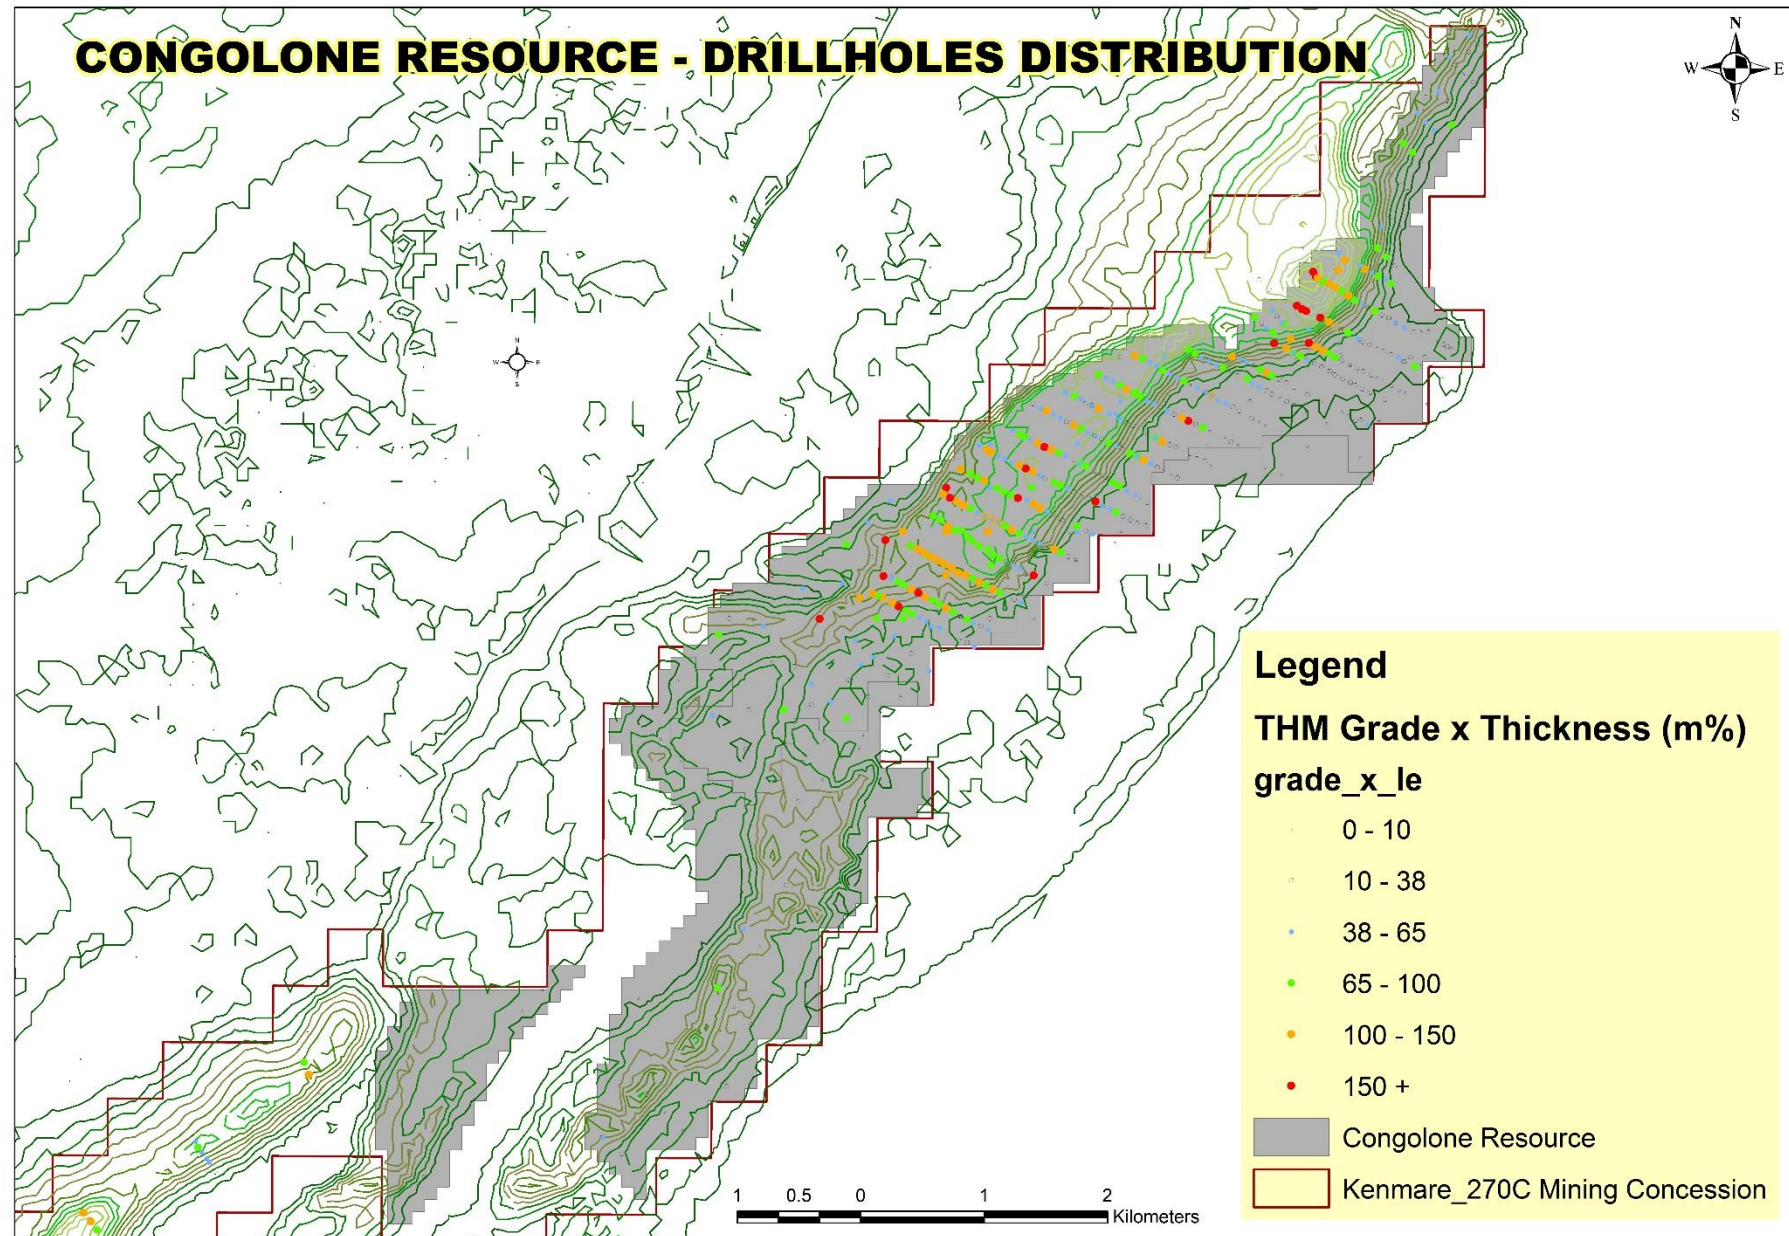 CONGOLONE RESOURCE - DRILLHOLES DISTRIBUTION
N
W E
S
N
W E
S
Legend
THM Grade x Thickness (m%)
grade_x_le
0 - 10
10 - 38
38 - 65
65 - 100
100 - 150
150 +
Congolone Resource
Kenmare_270C Mining Concession
1 0.5 0 1 2
Kilometers